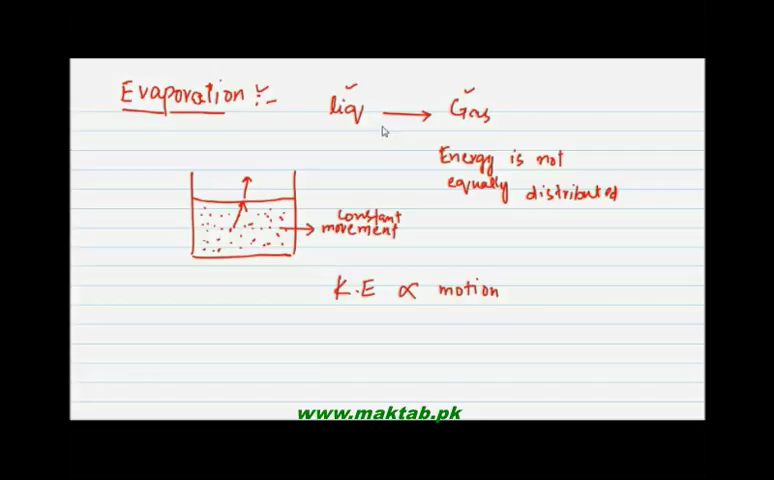 Evaporation :-
liq → Gas
Energy is not
equally distributed
constant
movement
K.E ∝ motion
www.maktab.pk